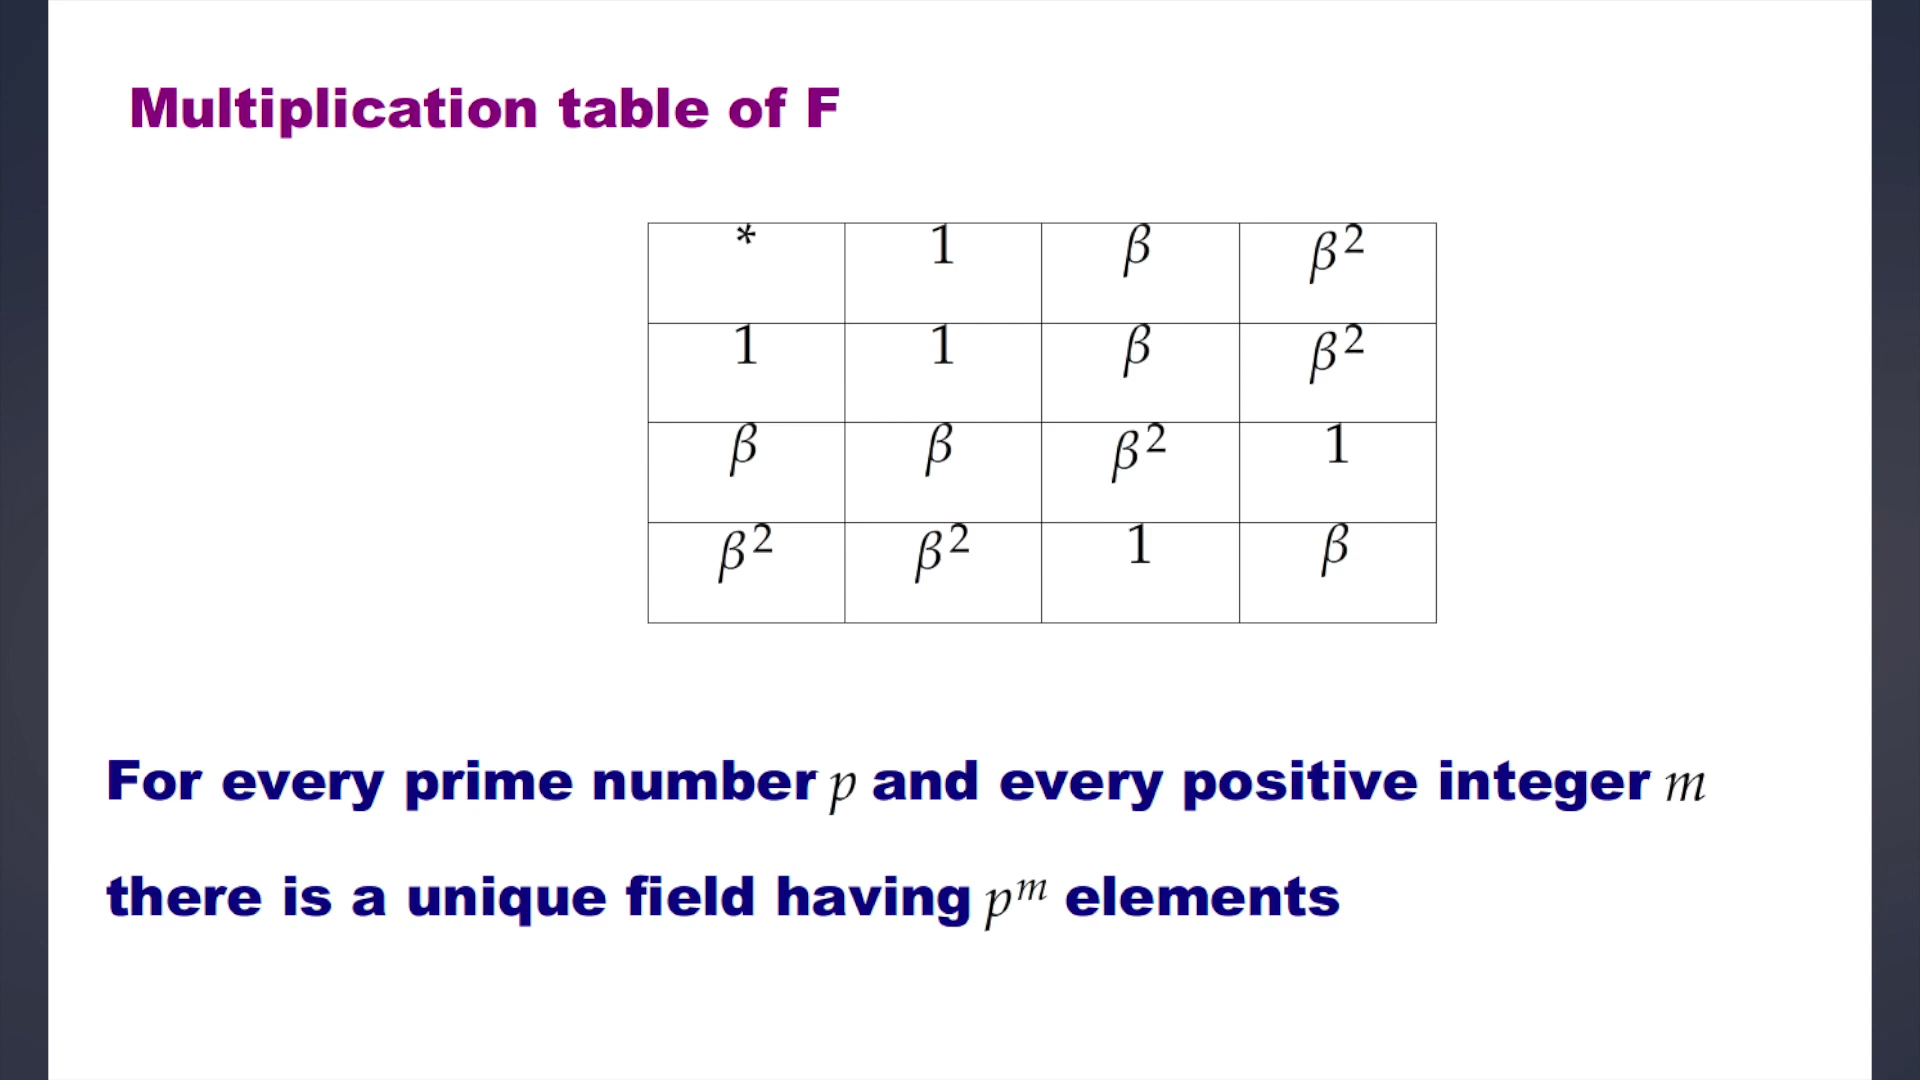 Multiplication table of F
* 1 β β²
1 1 β β²
β β β² 1
β² β² 1 β
For every prime number p and every positive integer m
there is a unique field having pᵐ elements